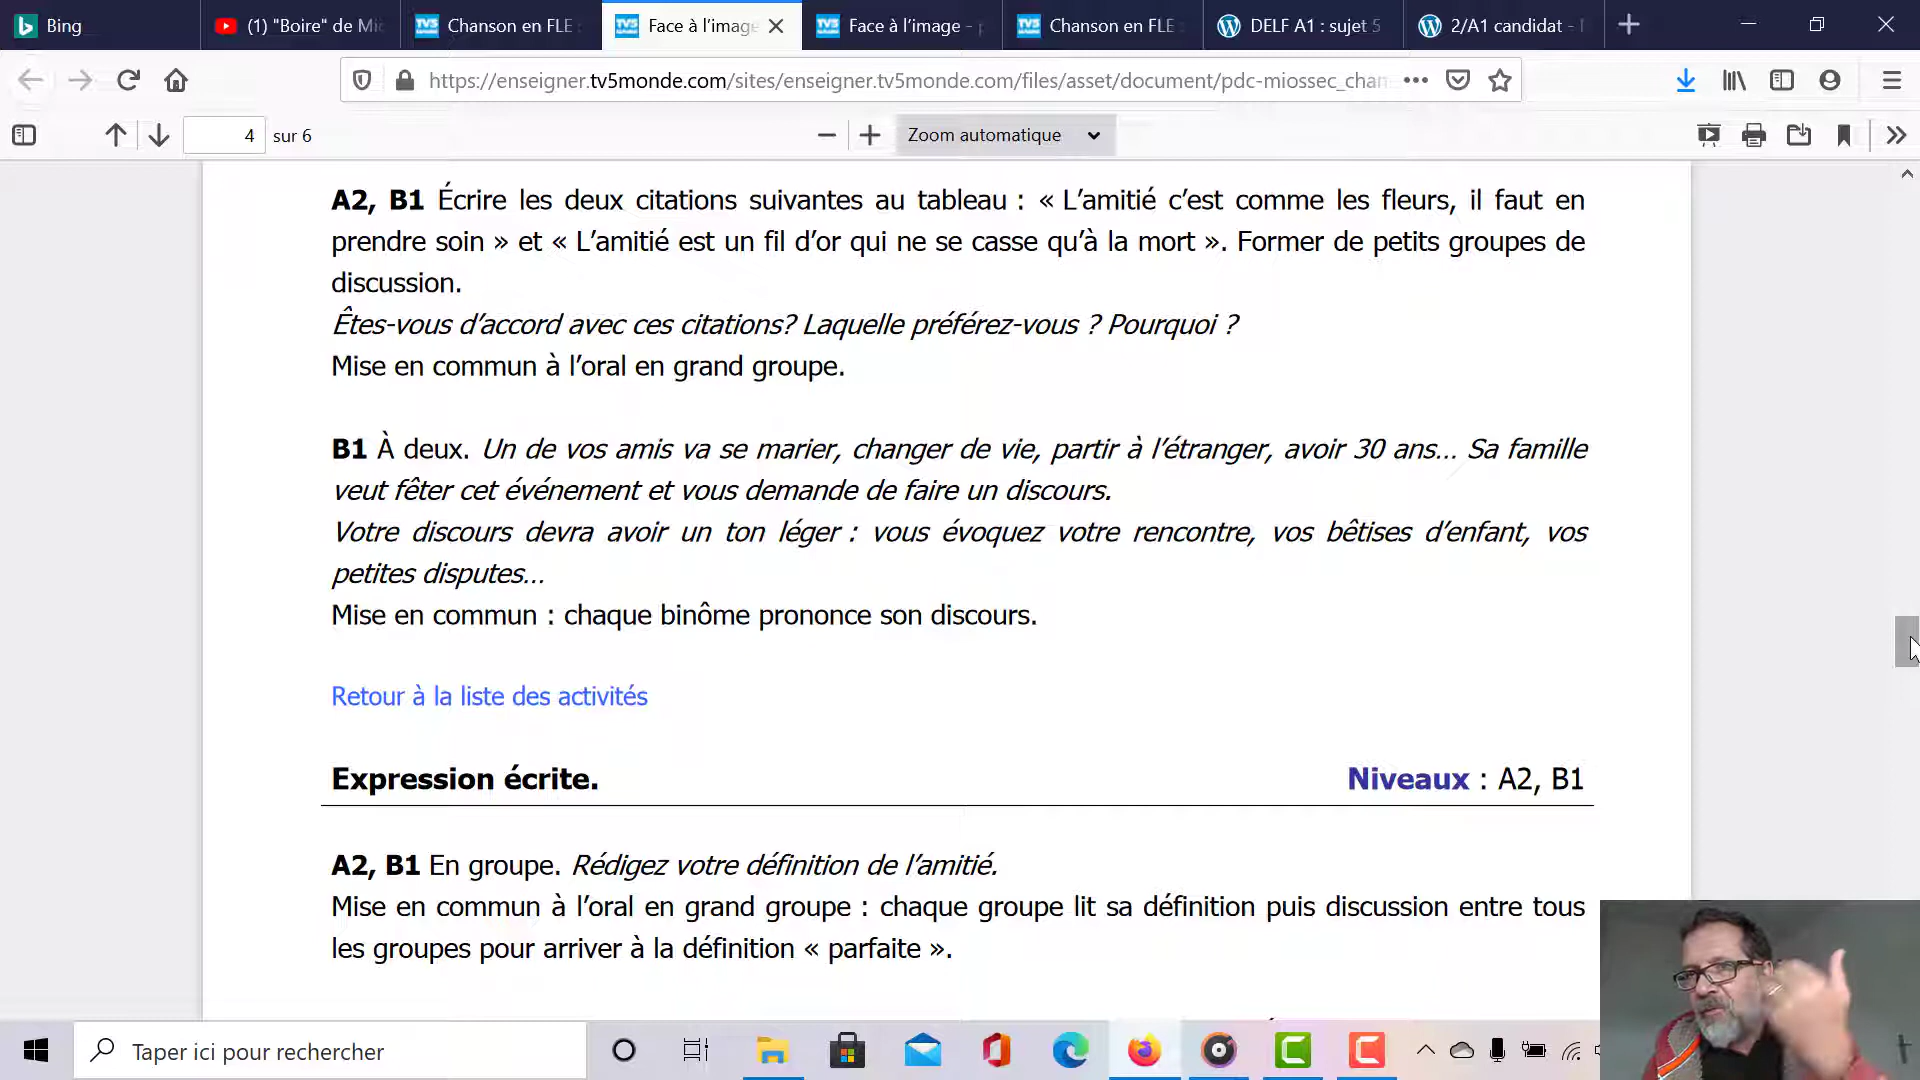 Bing
(1) "Boire" de Mi
Chanson en FLE :
Face à l'imag
Face à l'image - p
Chanson en FLE :
DELF A1 : sujet 5
2/A1 candidat -
https://enseigner.tv5monde.com/sites/enseigner.tv5monde.com/files/asset/document/pdc-miossec_chan
4 sur 6
Zoom automatique
A2, B1 Écrire les deux citations suivantes au tableau : « L'amitié c'est comme les fleurs, il faut en
prendre soin » et « L'amitié est un fil d'or qui ne se casse qu'à la mort ». Former de petits groupes de
discussion.
Êtes-vous d'accord avec ces citations? Laquelle préférez-vous ? Pourquoi ?
Mise en commun à l'oral en grand groupe.
B1 À deux. Un de vos amis va se marier, changer de vie, partir à l'étranger, avoir 30 ans… Sa famille
veut fêter cet événement et vous demande de faire un discours.
Votre discours devra avoir un ton léger : vous évoquez votre rencontre, vos bêtises d'enfant, vos
petites disputes…
Mise en commun : chaque binôme prononce son discours.
Retour à la liste des activités
Expression écrite. Niveaux : A2, B1
A2, B1 En groupe. Rédigez votre définition de l'amitié.
Mise en commun à l'oral en grand groupe : chaque groupe lit sa définition puis discussion entre tous
les groupes pour arriver à la définition « parfaite ».
Taper ici pour rechercher